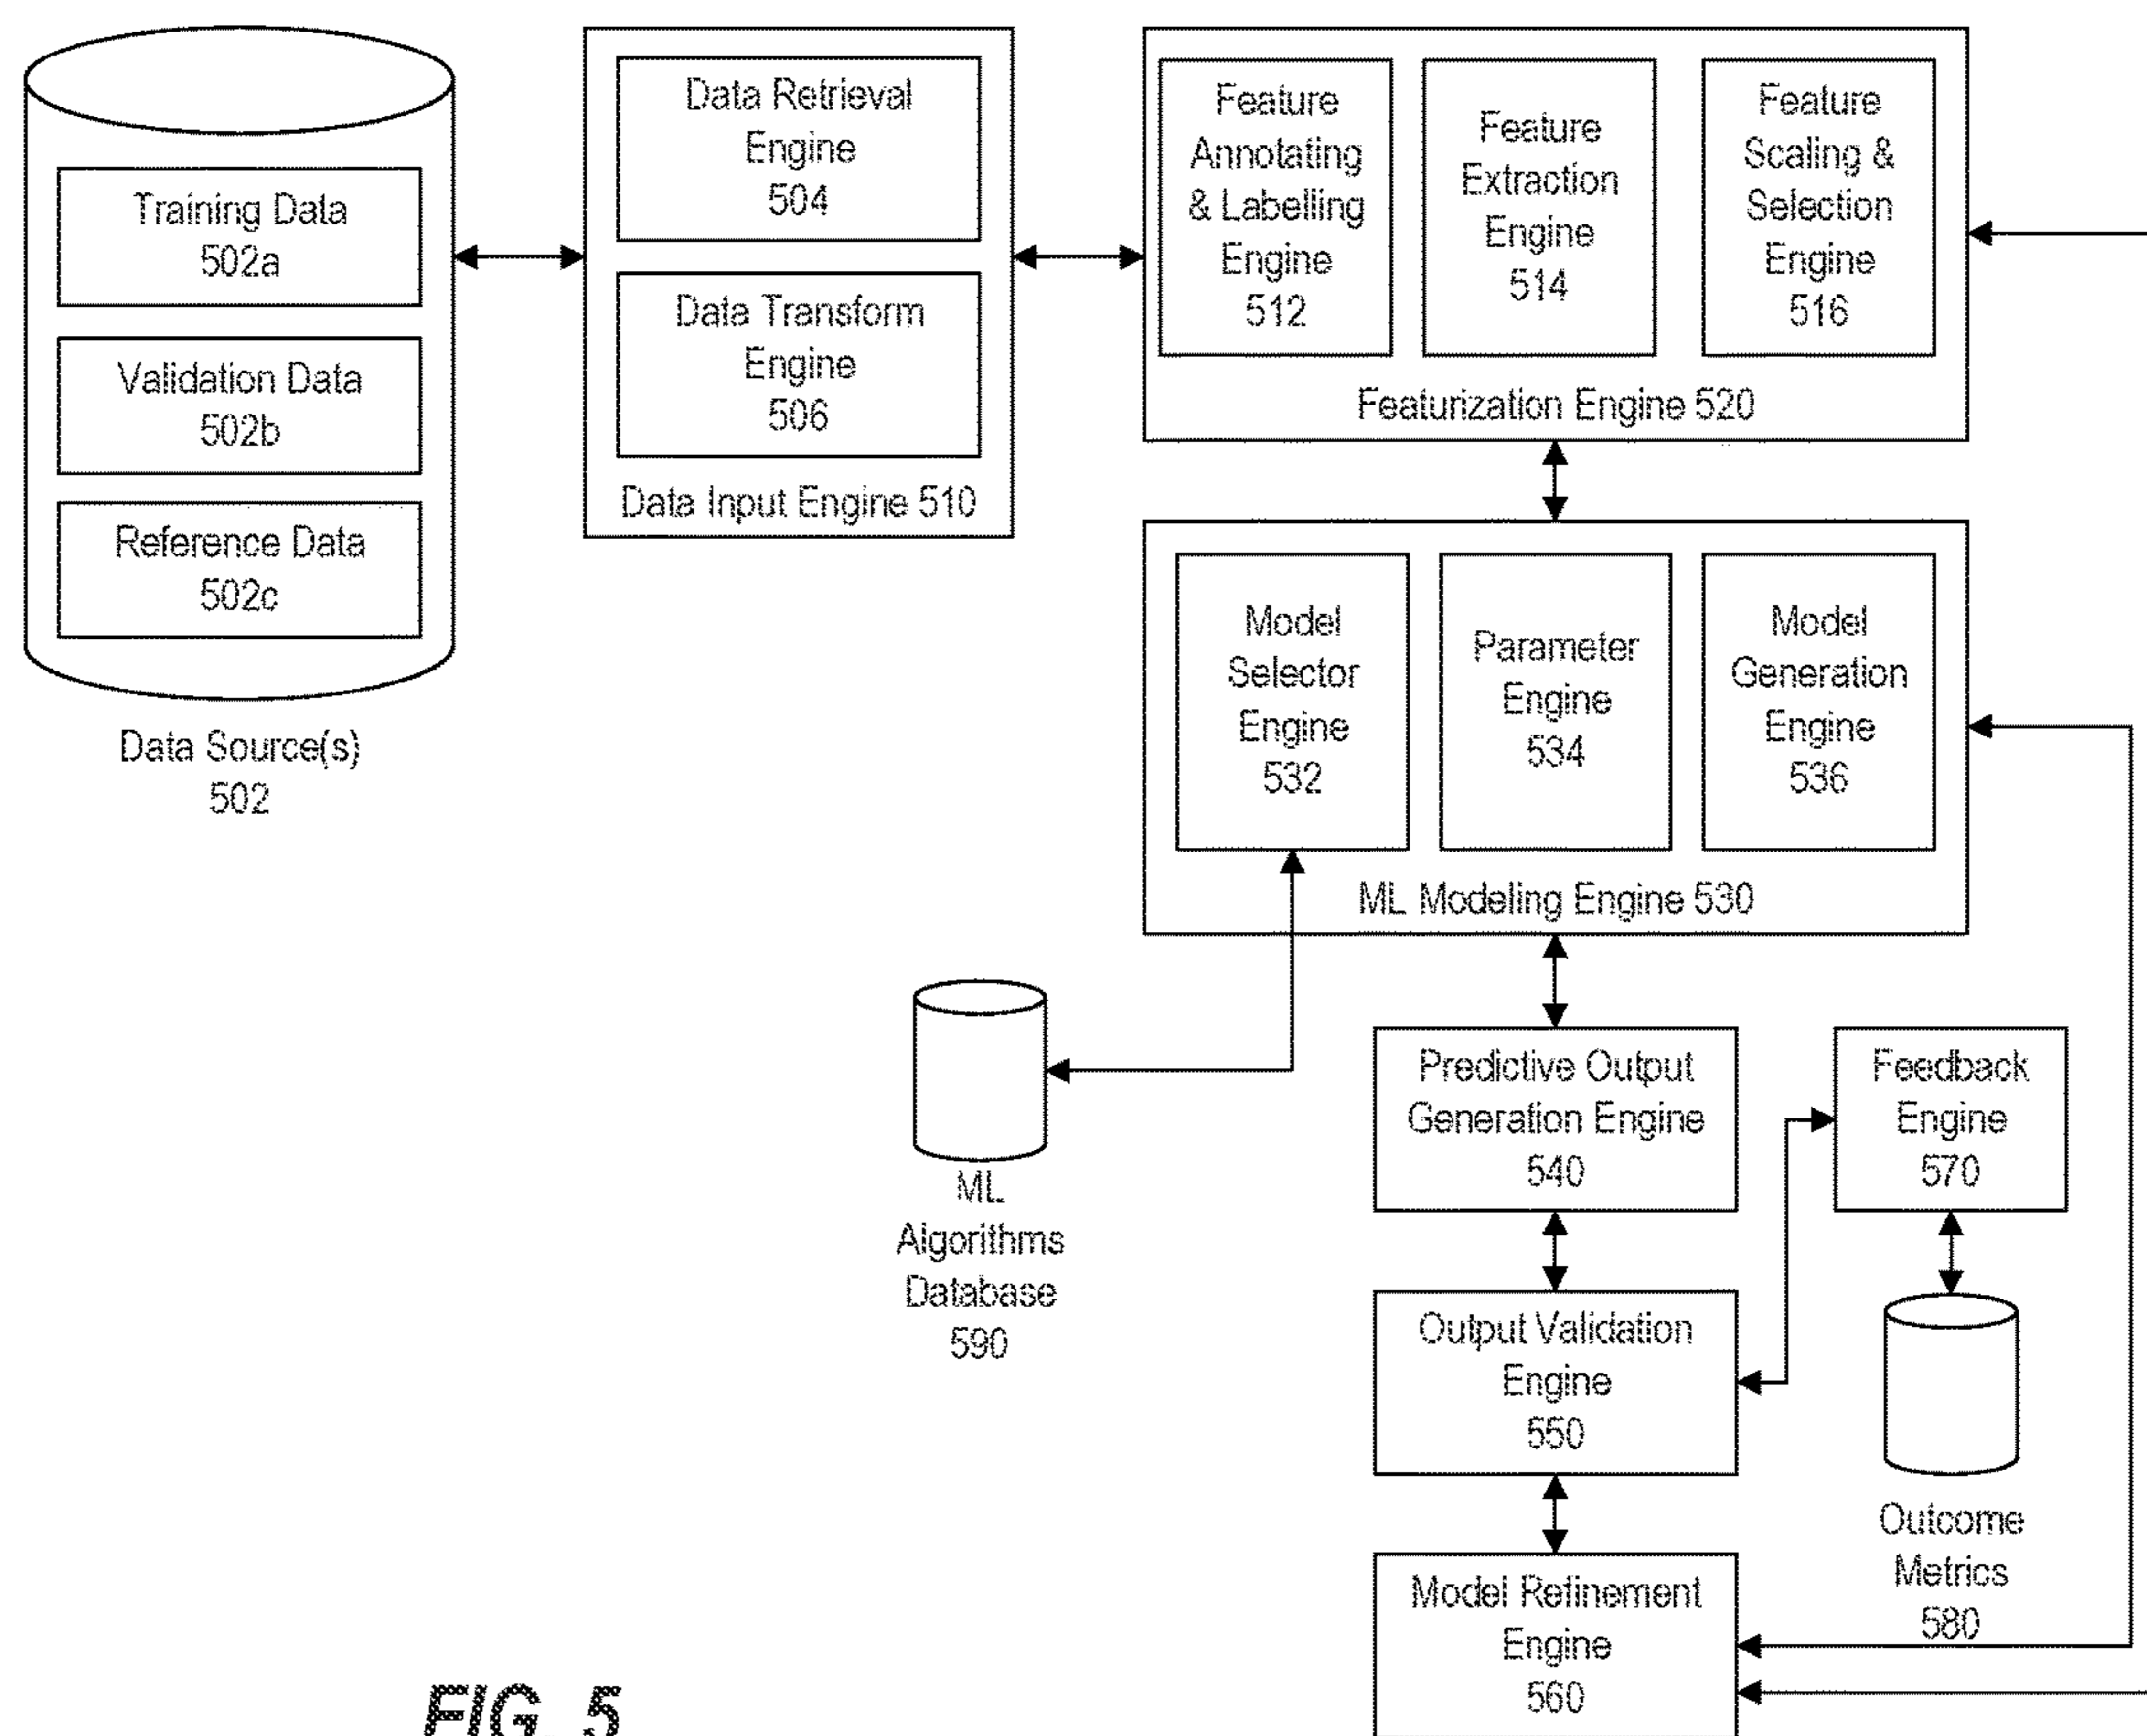 Training Data
502a
Validation Data
502b
Reference Data
502c
Data Source(s)
502
Data Retrieval
Engine
504
Data Transform
Engine
506
Data Input Engine 510
Feature
Annotating
& Labelling
Engine
512
Feature
Extraction
Engine
514
Feature
Scaling &
Selection
Engine
516
Featurization Engine 520
Model
Selector
Engine
532
Parameter
Engine
534
Model
Generation
Engine
536
ML Modeling Engine 530
ML
Algorithms
Database
590
Predictive Output
Generation Engine
540
Feedback
Engine
570
Output Validation
Engine
550
Outcome
Metrics
580
Model Refinement
Engine
560
FIG. 5